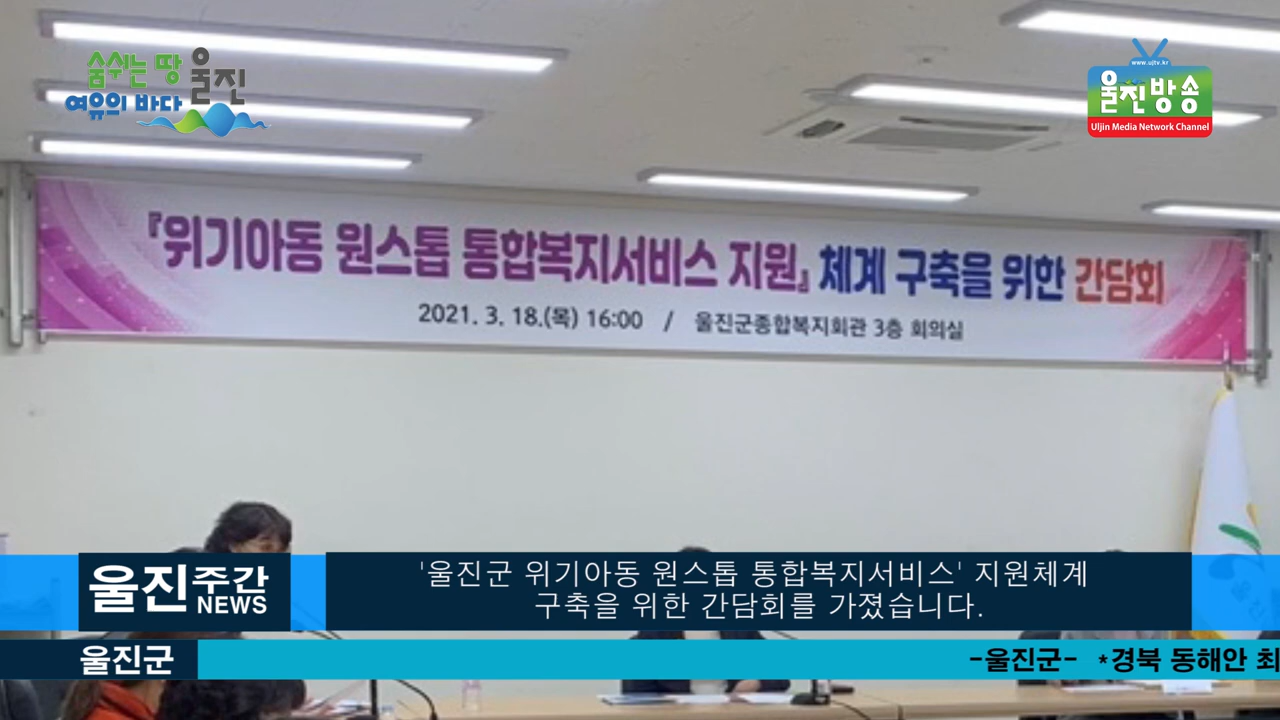 숨쉬는 땅 울진
여유의 바다
www.ujtv.kr
울진방송
Uljin Media Network Channel
『위기아동 원스톱 통합복지서비스 지원』 체계 구축을 위한 간담회
2021. 3. 18.(목) 16:00 / 울진군종합복지회관 3층 회의실
울진주간
NEWS
'울진군 위기아동 원스톱 통합복지서비스' 지원체계
구축을 위한 간담회를 가졌습니다.
울진군
-울진군- *경북 동해안 최